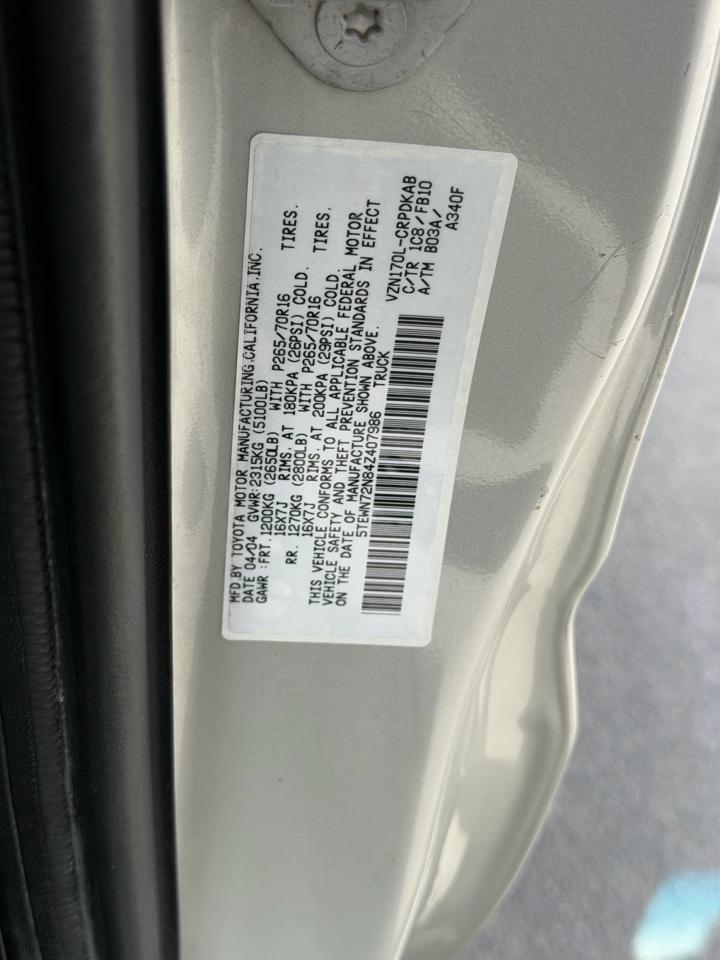 MFD.BY TOYOTA MOTOR MANUFACTURING,CALIFORNIA,INC.
DATE 04/04 GVWR:2315KG (5100LB)
GAWR :FRT.1200KG (2650LB) WITH P265/70R16 TIRES.
16X7J RIMS. AT 180KPA (26PSI) COLD.
RR. 1270KG (2800LB) WITH P265/70R16 TIRES.
16X7J RIMS. AT 200KPA (29PSI) COLD.
THIS VEHICLE CONFORMS TO ALL APPLICABLE FEDERAL MOTOR
VEHICLE SAFETY AND THEFT PREVENTION STANDARDS IN EFFECT
ON THE DATE OF MANUFACTURE SHOWN ABOVE.
5TEWN72N84Z407986 TRUCK
VZN170L-CRPDKAB
C/TR 1C8/FB10
A/TM B03A/
A340F